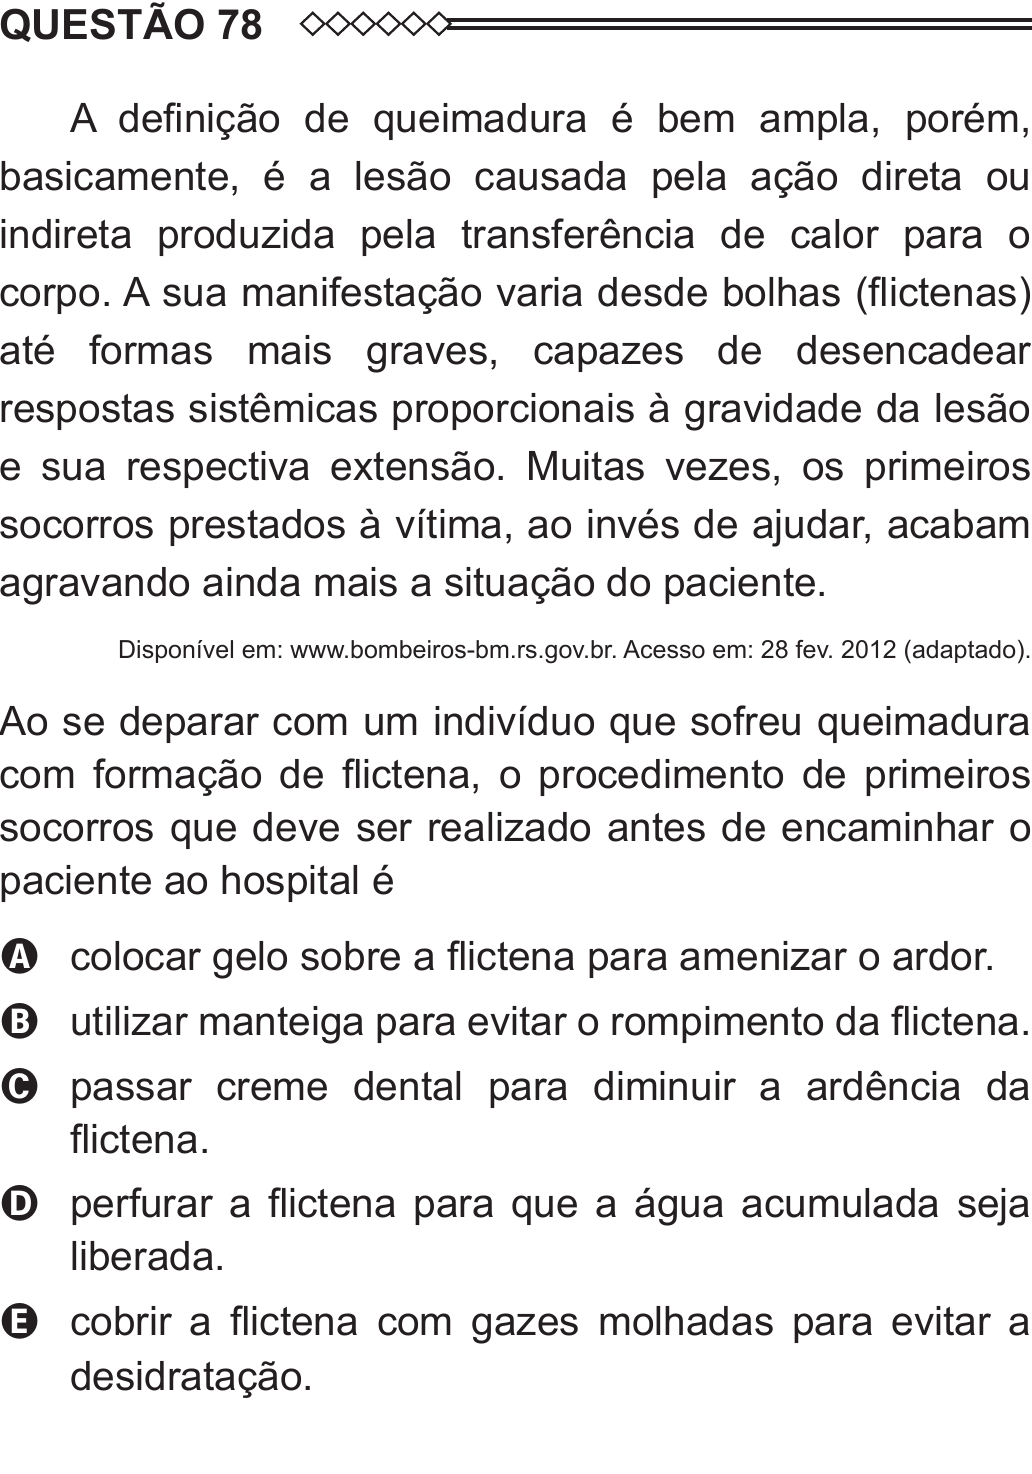 QUESTÃO 78
A definição de queimadura é bem ampla, porém,
basicamente, é a lesão causada pela ação direta ou
indireta produzida pela transferência de calor para o
corpo. A sua manifestação varia desde bolhas (flictenas)
até formas mais graves, capazes de desencadear
respostas sistêmicas proporcionais à gravidade da lesão
e sua respectiva extensão. Muitas vezes, os primeiros
socorros prestados à vítima, ao invés de ajudar, acabam
agravando ainda mais a situação do paciente.
Disponível em: www.bombeiros-bm.rs.gov.br. Acesso em: 28 fev. 2012 (adaptado).
Ao se deparar com um indivíduo que sofreu queimadura
com formação de flictena, o procedimento de primeiros
socorros que deve ser realizado antes de encaminhar o
paciente ao hospital é
A colocar gelo sobre a flictena para amenizar o ardor.
B utilizar manteiga para evitar o rompimento da flictena.
C passar creme dental para diminuir a ardência da
flictena.
D perfurar a flictena para que a água acumulada seja
liberada.
E cobrir a flictena com gazes molhadas para evitar a
desidratação.